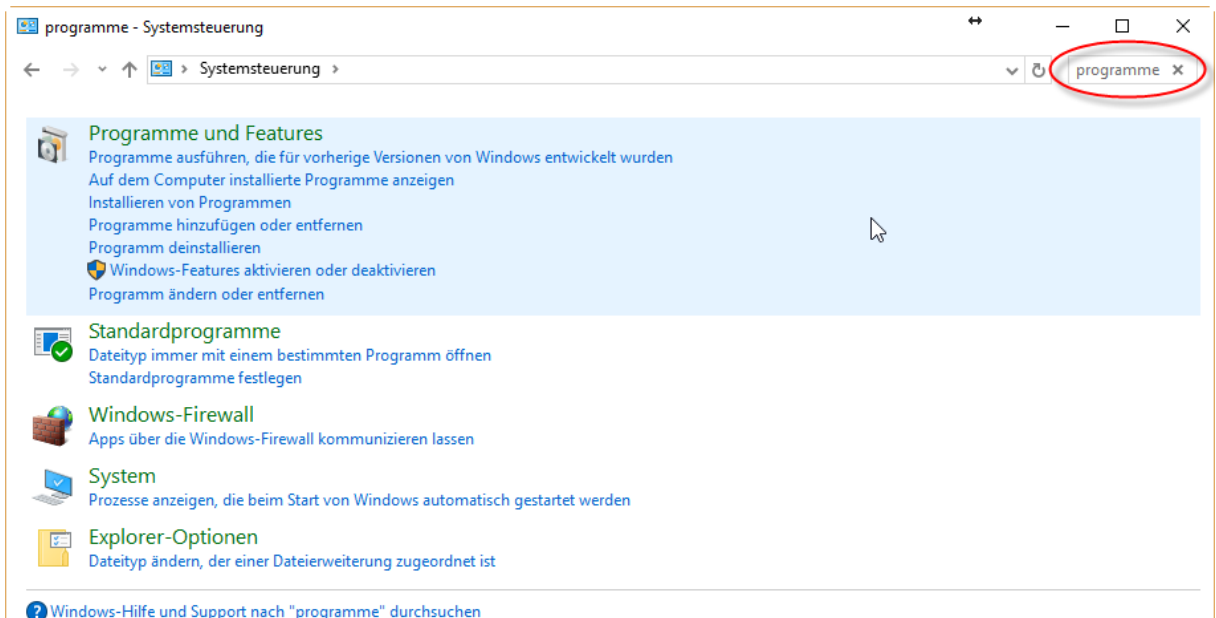 programme - Systemsteuerung
Systemsteuerung
programme
Programme und Features
Programme ausführen, die für vorherige Versionen von Windows entwickelt wurden
Auf dem Computer installierte Programme anzeigen
Installieren von Programmen
Programme hinzufügen oder entfernen
Programm deinstallieren
Windows-Features aktivieren oder deaktivieren
Programm ändern oder entfernen
Standardprogramme
Dateityp immer mit einem bestimmten Programm öffnen
Standardprogramme festlegen
Windows-Firewall
Apps über die Windows-Firewall kommunizieren lassen
System
Prozesse anzeigen, die beim Start von Windows automatisch gestartet werden
Explorer-Optionen
Dateityp ändern, der einer Dateierweiterung zugeordnet ist
Windows-Hilfe und Support nach "programme" durchsuchen